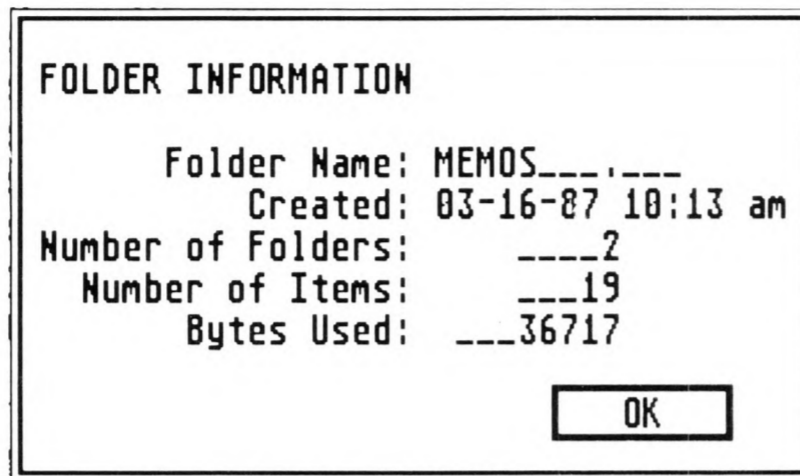 FOLDER INFORMATION
Folder Name: MEMOS___.___
Created: 03-16-87 10:13 am
Number of Folders: ____2
Number of Items: ___19
Bytes Used: ___36717
OK